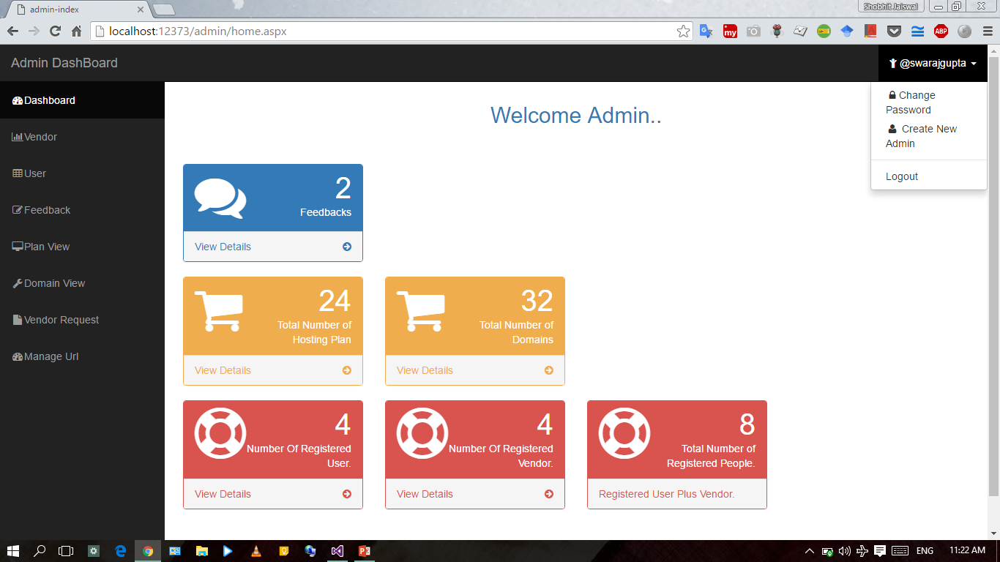 admin-index
Shobhit Jaiswal
localhost:12373/admin/home.aspx
my
ABP
Admin DashBoard
@swarajgupta
Dashboard
Vendor
User
Feedback
Plan View
Domain View
Vendor Request
Manage Url
Change
Password
Create New
Admin
Logout
Welcome Admin..
2
Feedbacks
View Details
24
Total Number of
Hosting Plan
View Details
32
Total Number of
Domains
View Details
4
Number Of Registered
User.
View Details
4
Number Of Registered
Vendor.
View Details
8
Total Number of
Registered People.
Registered User Plus Vendor.
ENG
11:22 AM